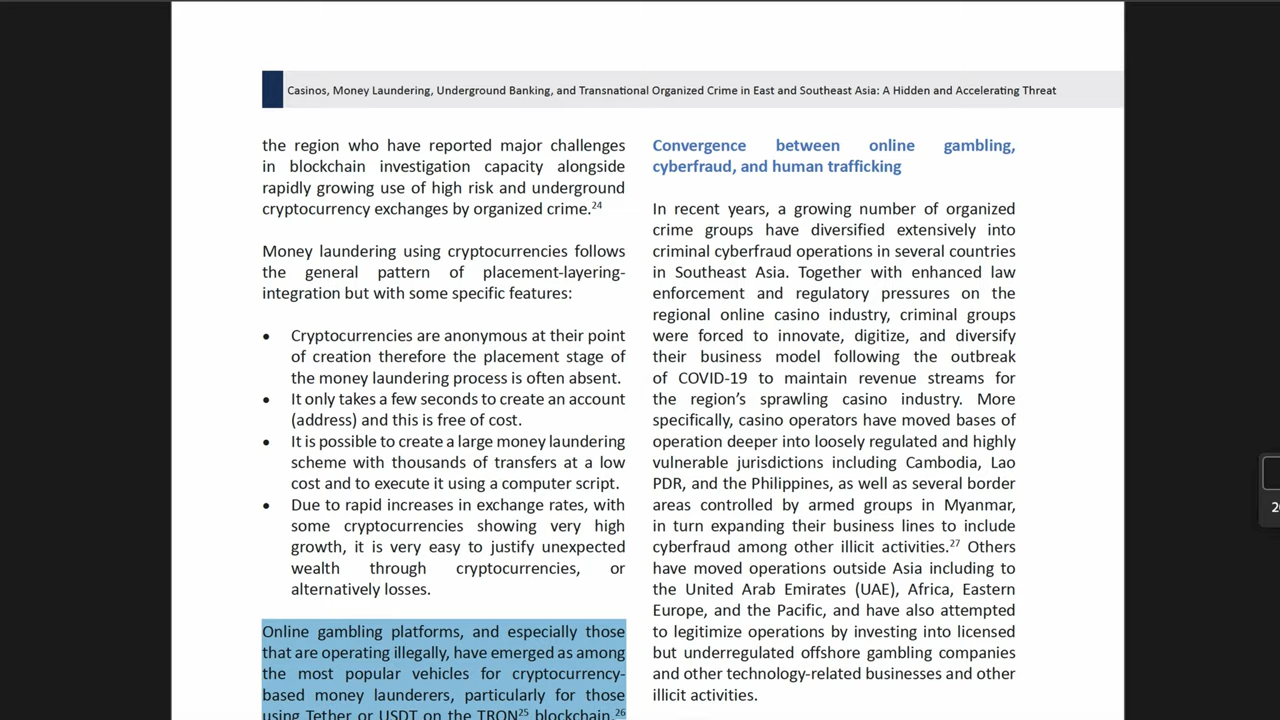 Casinos, Money Laundering, Underground Banking, and Transnational Organized Crime in East and Southeast Asia: A Hidden and Accelerating Threat
the region who have reported major challenges
in blockchain investigation capacity alongside
rapidly growing use of high risk and underground
cryptocurrency exchanges by organized crime.24
Money laundering using cryptocurrencies follows
the general pattern of placement-layering-
integration but with some specific features:
• Cryptocurrencies are anonymous at their point
of creation therefore the placement stage of
the money laundering process is often absent.
• It only takes a few seconds to create an account
(address) and this is free of cost.
• It is possible to create a large money laundering
scheme with thousands of transfers at a low
cost and to execute it using a computer script.
• Due to rapid increases in exchange rates, with
some cryptocurrencies showing very high
growth, it is very easy to justify unexpected
wealth through cryptocurrencies, or
alternatively losses.
Online gambling platforms, and especially those
that are operating illegally, have emerged as among
the most popular vehicles for cryptocurrency-
based money launderers, particularly for those
using Tether or USDT on the TRON25 blockchain.26
Convergence between online gambling,
cyberfraud, and human trafficking
In recent years, a growing number of organized
crime groups have diversified extensively into
criminal cyberfraud operations in several countries
in Southeast Asia. Together with enhanced law
enforcement and regulatory pressures on the
regional online casino industry, criminal groups
were forced to innovate, digitize, and diversify
their business model following the outbreak
of COVID-19 to maintain revenue streams for
the region’s sprawling casino industry. More
specifically, casino operators have moved bases of
operation deeper into loosely regulated and highly
vulnerable jurisdictions including Cambodia, Lao
PDR, and the Philippines, as well as several border
areas controlled by armed groups in Myanmar,
in turn expanding their business lines to include
cyberfraud among other illicit activities.27 Others
have moved operations outside Asia including to
the United Arab Emirates (UAE), Africa, Eastern
Europe, and the Pacific, and have also attempted
to legitimize operations by investing into licensed
but underregulated offshore gambling companies
and other technology-related businesses and other
illicit activities.